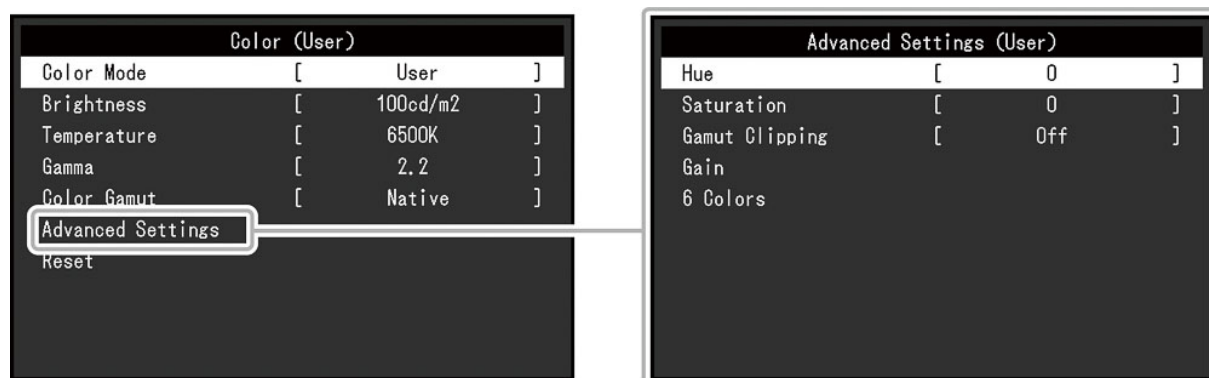 Color (User)
Color Mode [ User ]
Brightness [ 100cd/m2 ]
Temperature [ 6500K ]
Gamma [ 2.2 ]
Color Gamut [ Native ]
Advanced Settings
Reset
Advanced Settings (User)
Hue [ 0 ]
Saturation [ 0 ]
Gamut Clipping [ Off ]
Gain
6 Colors